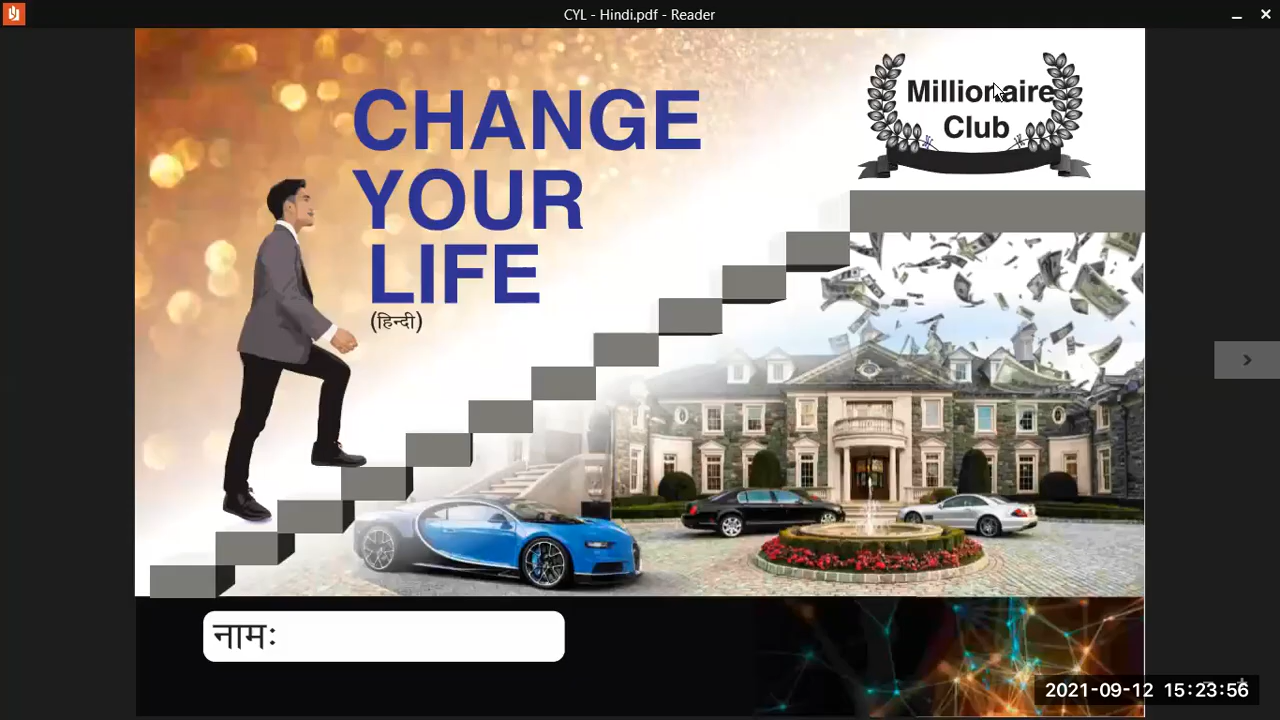 CYL - Hindi.pdf - Reader
CHANGE
YOUR
LIFE
(हिन्दी)
Millionaire
Club
नामः
2021-09-12 15:23:56